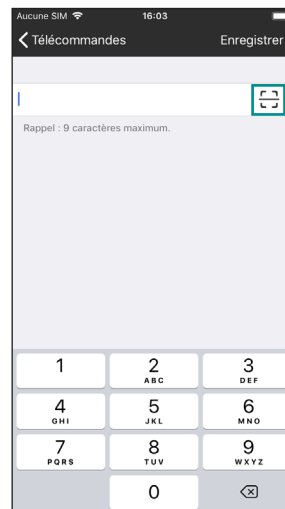 Aucune SIM 16:03
Télécommandes Enregistrer
Rappel : 9 caractères maximum.
1 2 3
ABC DEF
4 5 6
GHI JKL MNO
7 8 9
PQRS TUV WXYZ
0